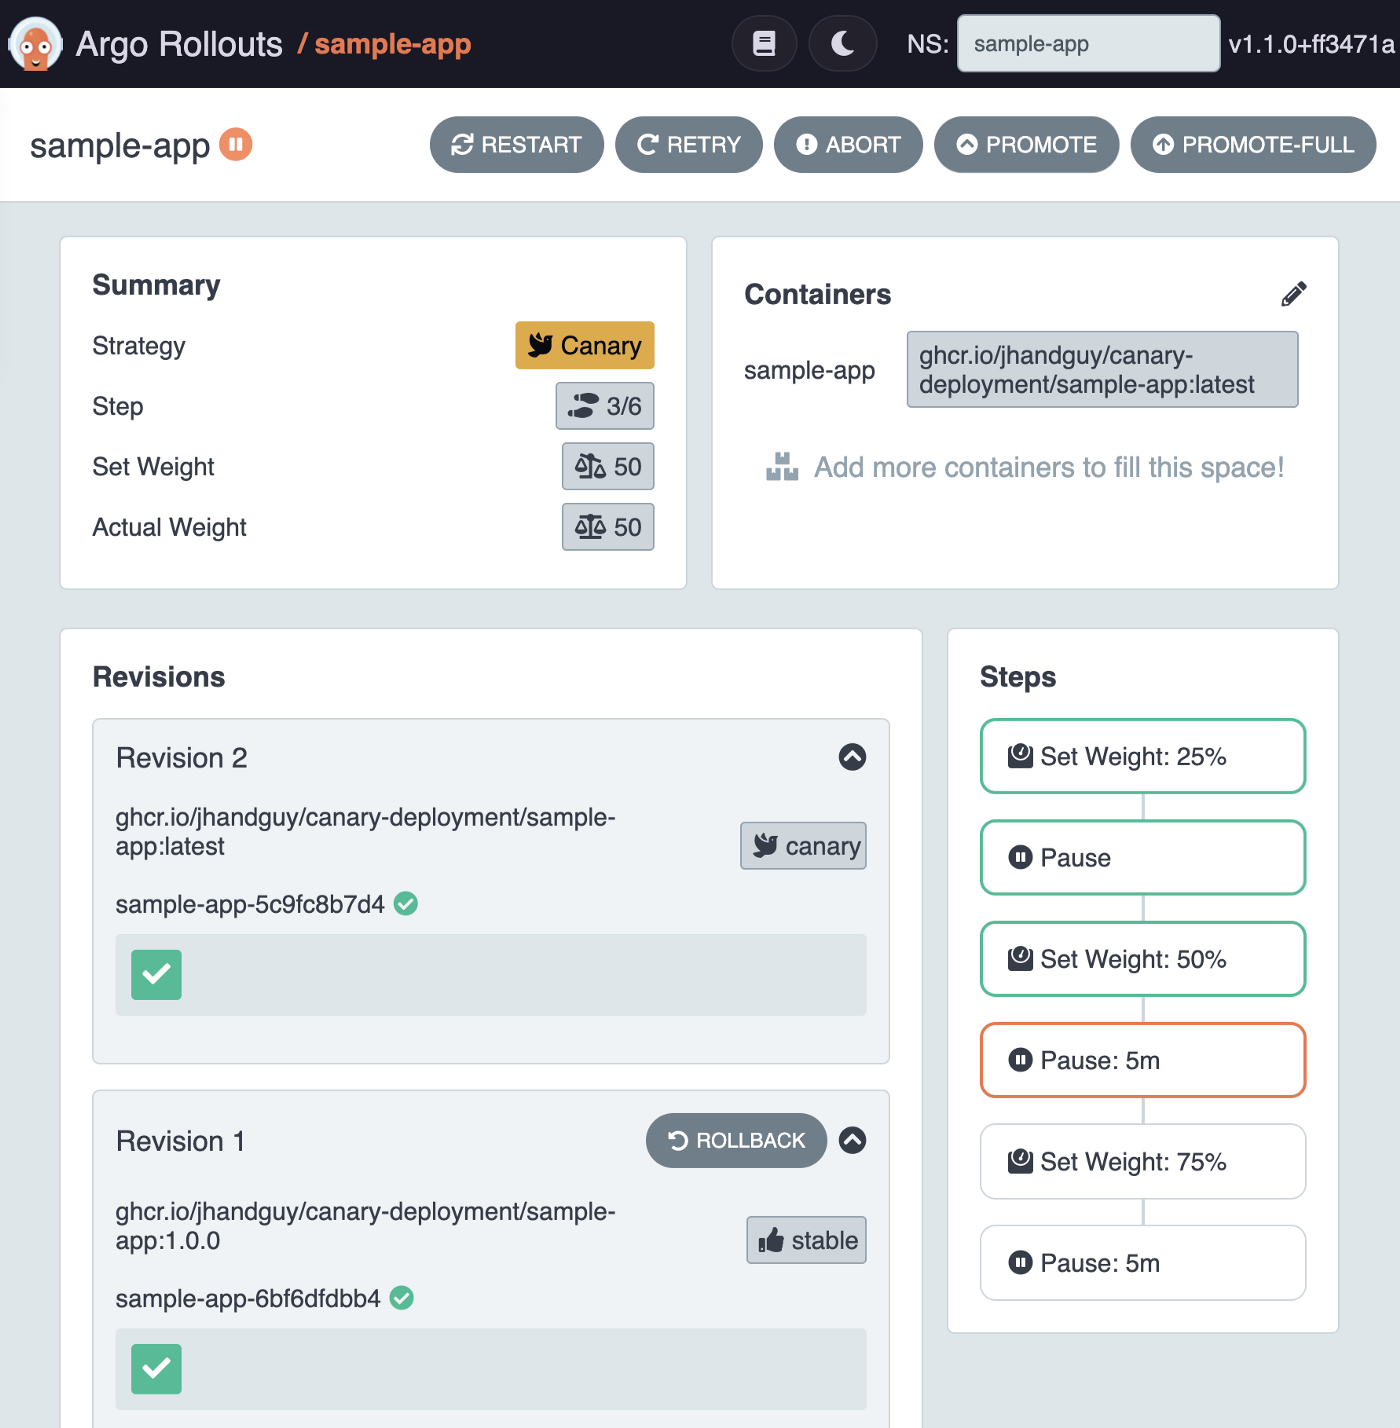 Argo Rollouts / sample-app
NS: sample-app v1.1.0+ff3471a
sample-app
RESTART
RETRY
ABORT
PROMOTE
PROMOTE-FULL
Summary
Strategy Canary
Step 3/6
Set Weight 50
Actual Weight 50
Containers
sample-app
ghcr.io/jhandguy/canary-
deployment/sample-app:latest
Add more containers to fill this space!
Revisions
Revision 2
ghcr.io/jhandguy/canary-deployment/sample-
app:latest
canary
sample-app-5c9fc8b7d4
Revision 1
ROLLBACK
ghcr.io/jhandguy/canary-deployment/sample-
app:1.0.0
stable
sample-app-6bf6dfdbb4
Steps
Set Weight: 25%
Pause
Set Weight: 50%
Pause: 5m
Set Weight: 75%
Pause: 5m